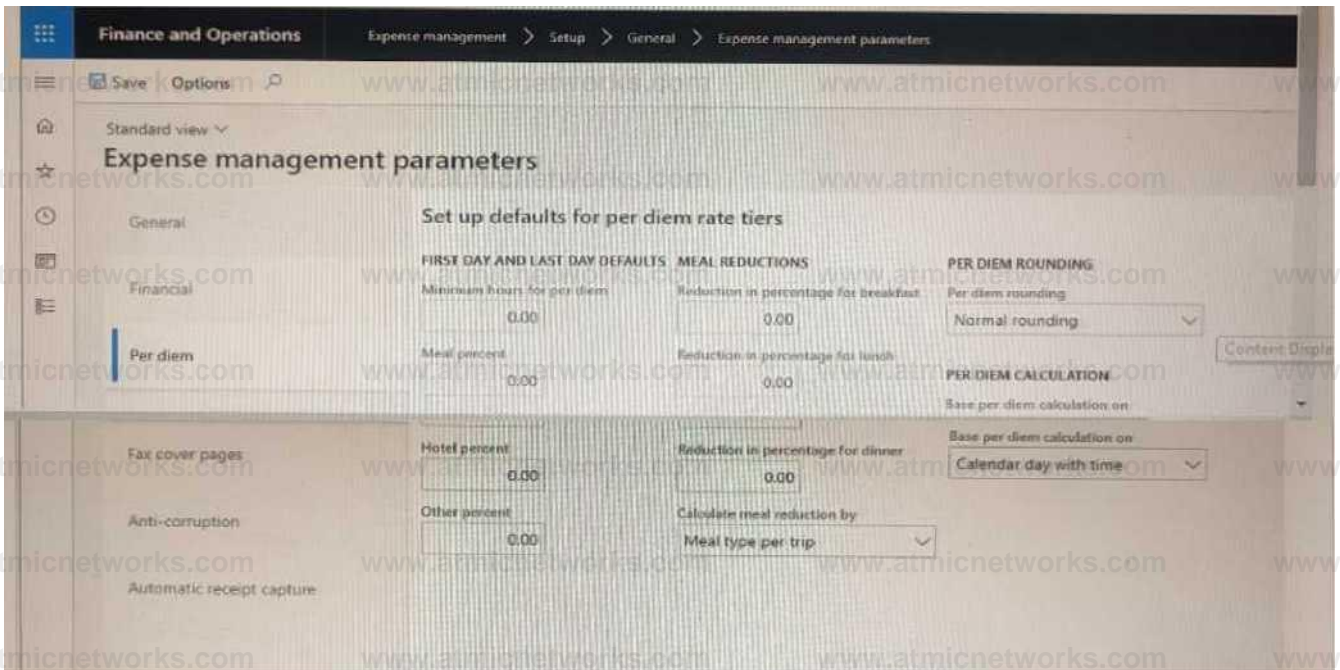 Finance and Operations
Expense management > Setup > General > Expense management parameters
Save Options
Standard view
Expense management parameters
General
Financial
Per diem
Fax cover pages
Anti-corruption
Automatic receipt capture
Set up defaults for per diem rate tiers
FIRST DAY AND LAST DAY DEFAULTS
Minimum hours for per diem
0.00
Meal percent
0.00
Hotel percent
0.00
Other percent
0.00
MEAL REDUCTIONS
Reduction in percentage for breakfast
0.00
Reduction in percentage for lunch
0.00
Reduction in percentage for dinner
0.00
Calculate meal reduction by
Meal type per trip
PER DIEM ROUNDING
Per diem rounding
Normal rounding
PER DIEM CALCULATION
Base per diem calculation on
Base per diem calculation on
Calendar day with time
Content Displa
www.atmicnetworks.com